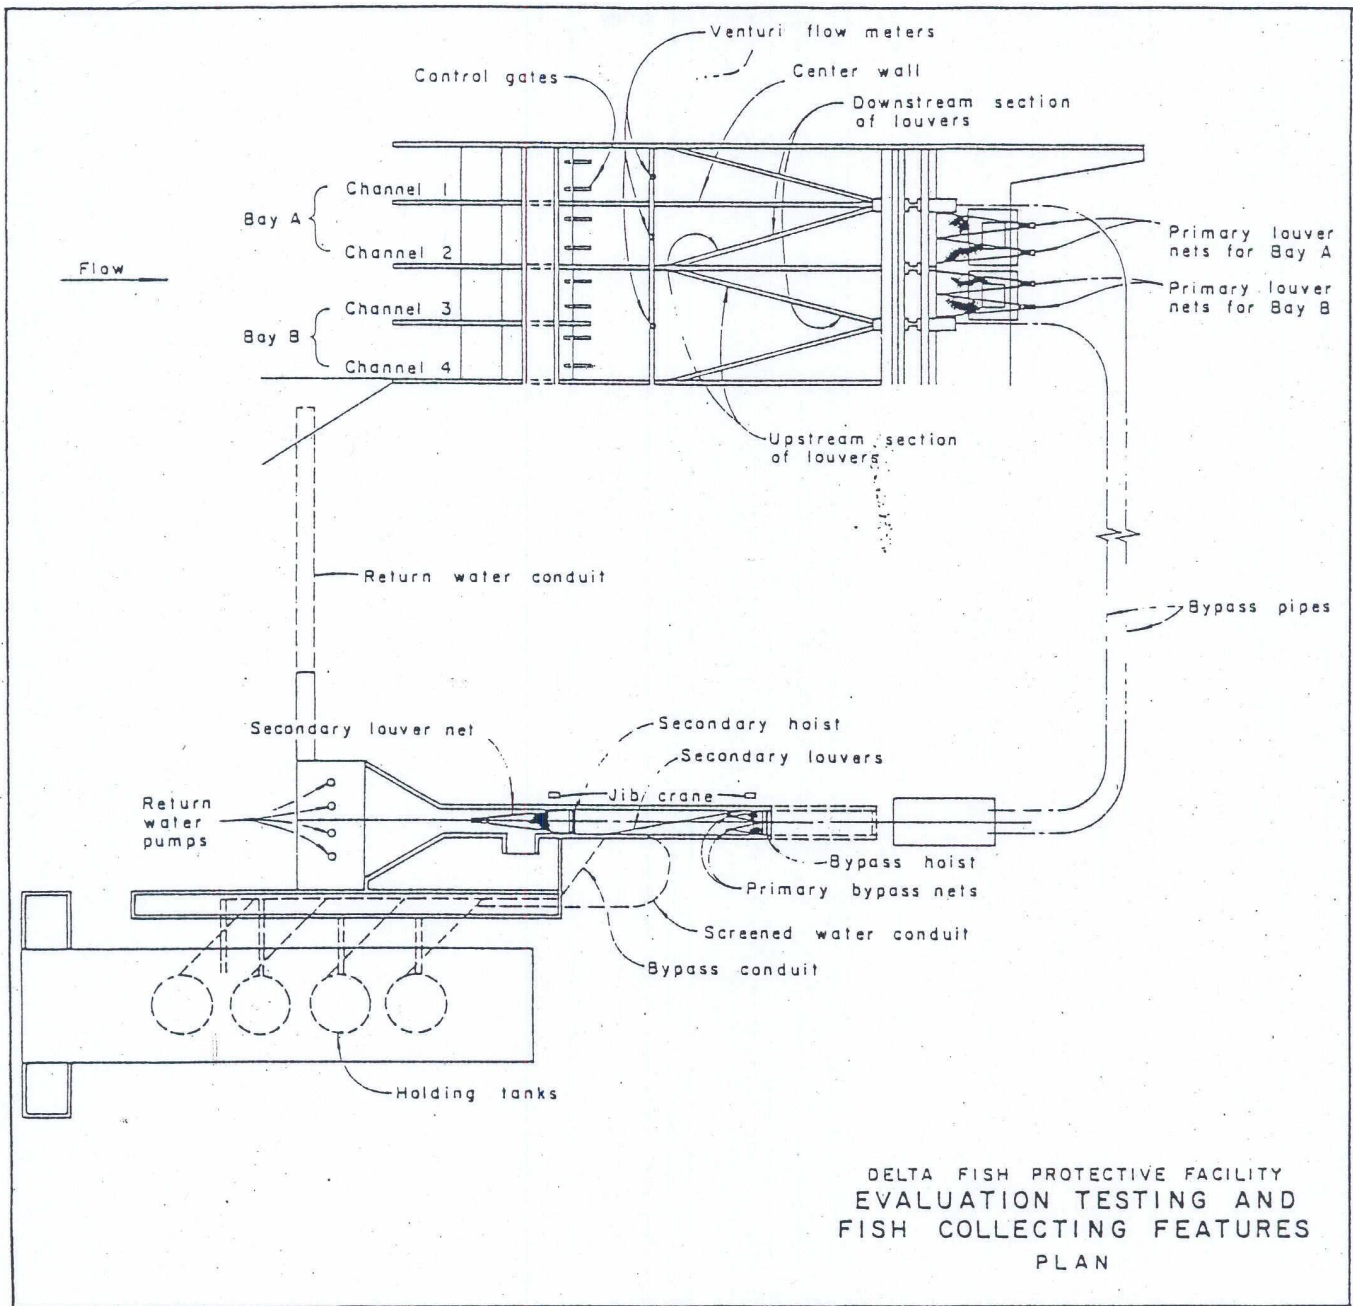 Venturi flow meters
Control gates
Center wall
Downstream section
of louvers
Channel 1
Bay A
Channel 2
Flow
Channel 3
Bay B
Channel 4
Primary louver
nets for Bay A
Primary louver
nets for Bay B
Upstream section
of louvers
Return water conduit
Bypass pipes
Secondary louver net
Secondary hoist
Secondary louvers
Jib crane
Return
water
pumps
Bypass hoist
Primary bypass nets
Screened water conduit
Bypass conduit
Holding tanks
DELTA FISH PROTECTIVE FACILITY
EVALUATION TESTING AND
FISH COLLECTING FEATURES
PLAN